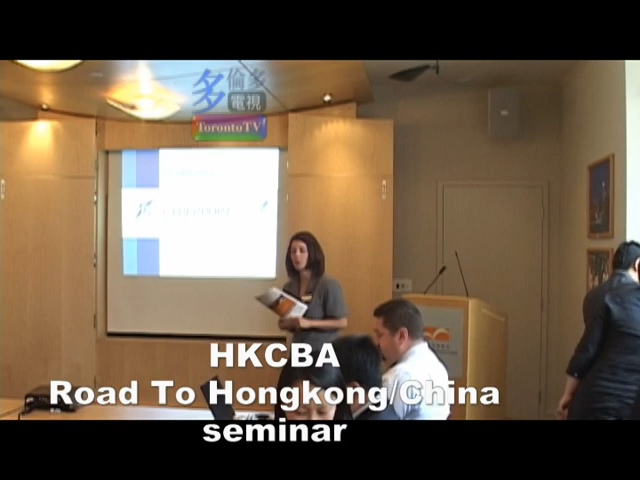 多倫多
電視
TorontoTV
HKCBA
Road To Hongkong/China
seminar